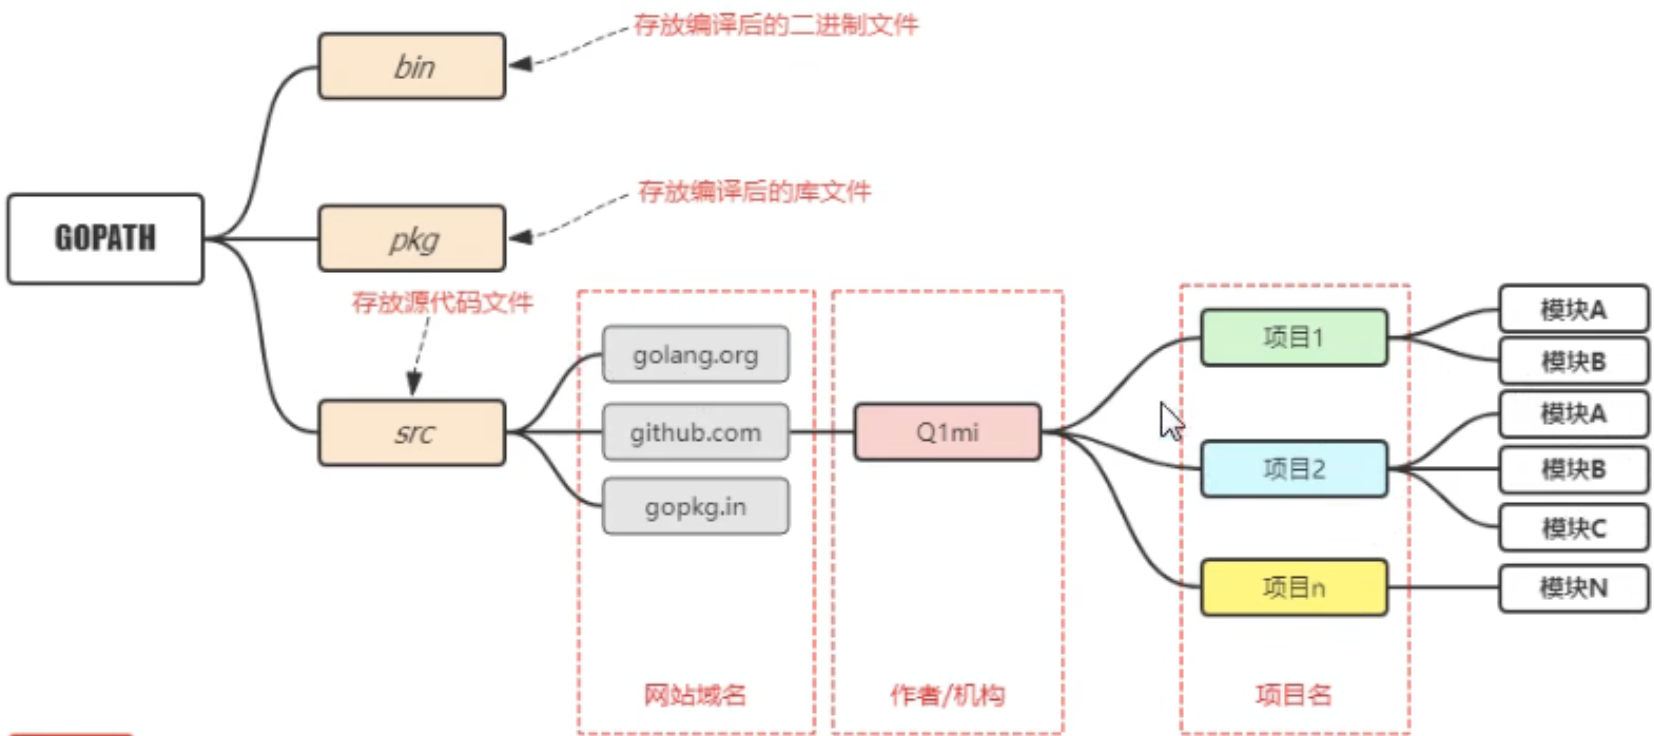 存放编译后的二进制文件
bin
存放编译后的库文件
GOPATH
pkg
存放源代码文件
src
golang.org
github.com
gopkg.in
Q1mi
项目1
模块A
模块B
项目2
模块A
模块B
模块C
项目n
模块N
网站域名
作者/机构
项目名